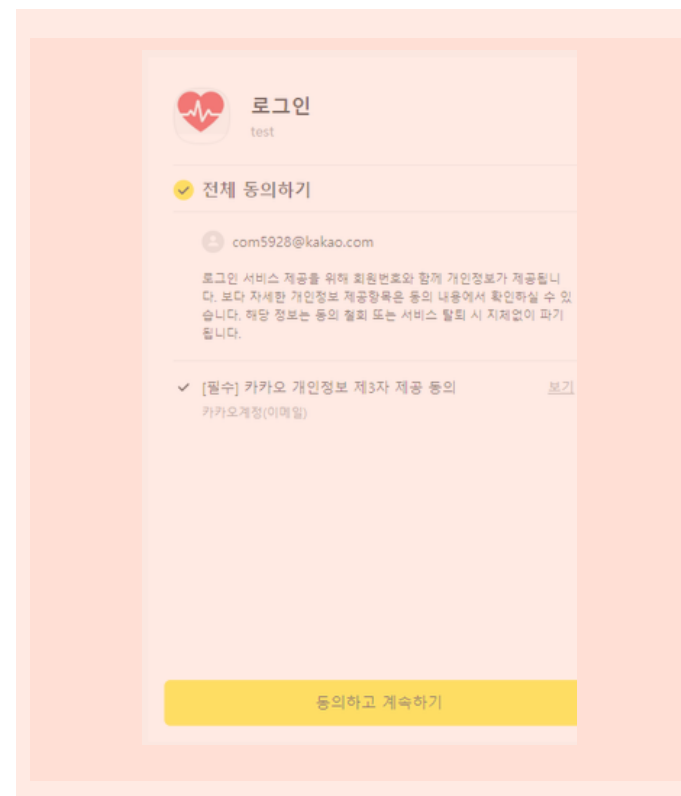 로그인
test
전체 동의하기
com5928@kakao.com
로그인 서비스 제공을 위해 회원번호와 함께 개인정보가 제공됩니
다. 보다 자세한 개인정보 제공항목은 동의 내용에서 확인하실 수 있
습니다. 해당 정보는 동의 철회 또는 서비스 탈퇴 시 지체없이 파기
됩니다.
[필수] 카카오 개인정보 제3자 제공 동의 보기
카카오계정(이메일)
동의하고 계속하기